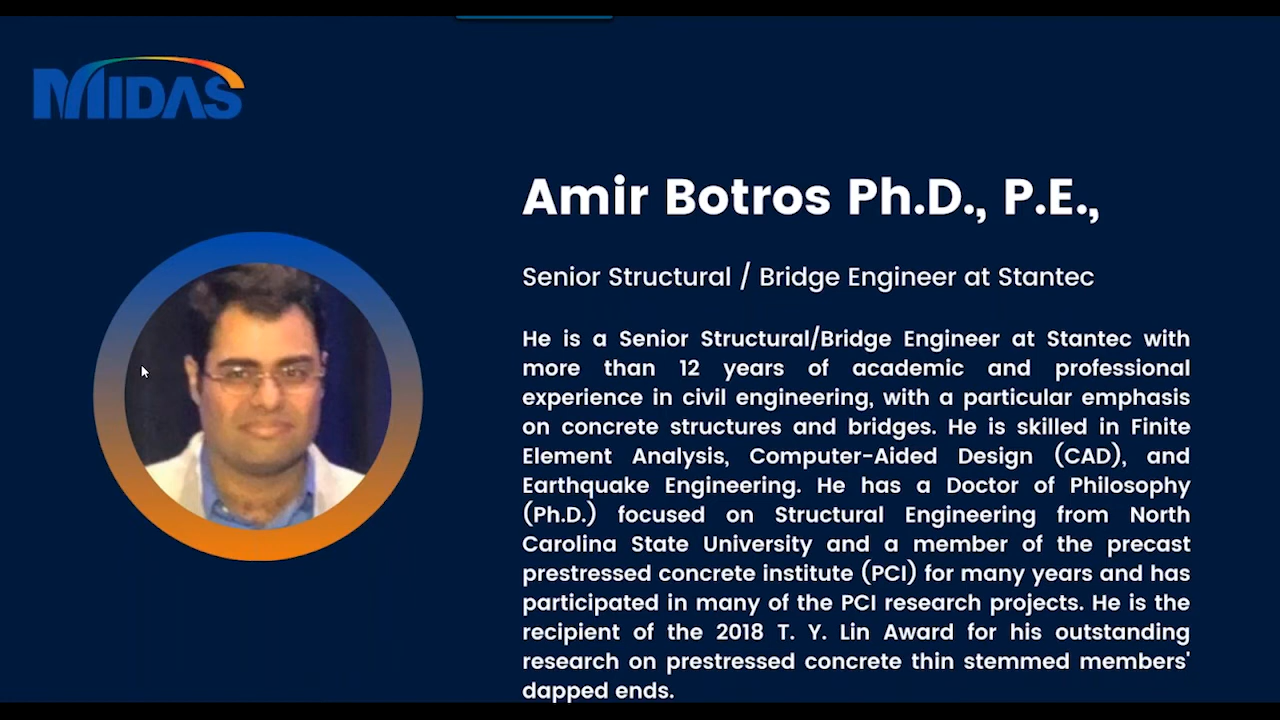 MIDAS
Amir Botros Ph.D., P.E.,
Senior Structural / Bridge Engineer at Stantec
He is a Senior Structural/Bridge Engineer at Stantec with
more than 12 years of academic and professional
experience in civil engineering, with a particular emphasis
on concrete structures and bridges. He is skilled in Finite
Element Analysis, Computer-Aided Design (CAD), and
Earthquake Engineering. He has a Doctor of Philosophy
(Ph.D.) focused on Structural Engineering from North
Carolina State University and a member of the precast
prestressed concrete institute (PCI) for many years and has
participated in many of the PCI research projects. He is the
recipient of the 2018 T. Y. Lin Award for his outstanding
research on prestressed concrete thin stemmed members'
dapped ends.